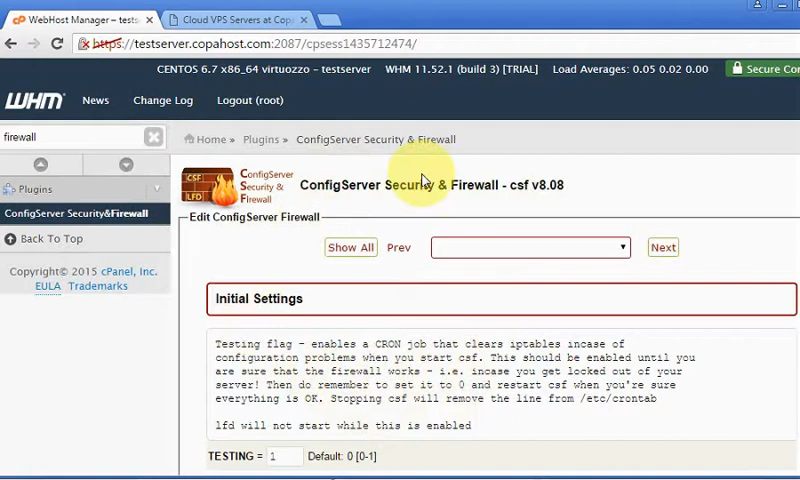 WebHost Manager – tests
Cloud VPS Servers at Copa
https://testserver.copahost.com:2087/cpsess1435712474/
CENTOS 6.7 x86_64 virtuozzo – testserver
WHM 11.52.1 (build 3) [TRIAL]
Load Averages: 0.05 0.02 0.00
Secure Con
WHM
News
Change Log
Logout (root)
firewall
Home »
Plugins »
ConfigServer Security & Firewall
Plugins
ConfigServer Security&Firewall
Back To Top
Copyright© 2015 cPanel, Inc.
EULA Trademarks
CSF
LFD
ConfigServer
Security &
Firewall
ConfigServer Security & Firewall - csf v8.08
Edit ConfigServer Firewall
Show All
Prev
Next
Initial Settings
Testing flag - enables a CRON job that clears iptables incase of
configuration problems when you start csf. This should be enabled until you
are sure that the firewall works - i.e. incase you get locked out of your
server! Then do remember to set it to 0 and restart csf when you're sure
everything is OK. Stopping csf will remove the line from /etc/crontab
lfd will not start while this is enabled
TESTING = 1 Default: 0 [0-1]